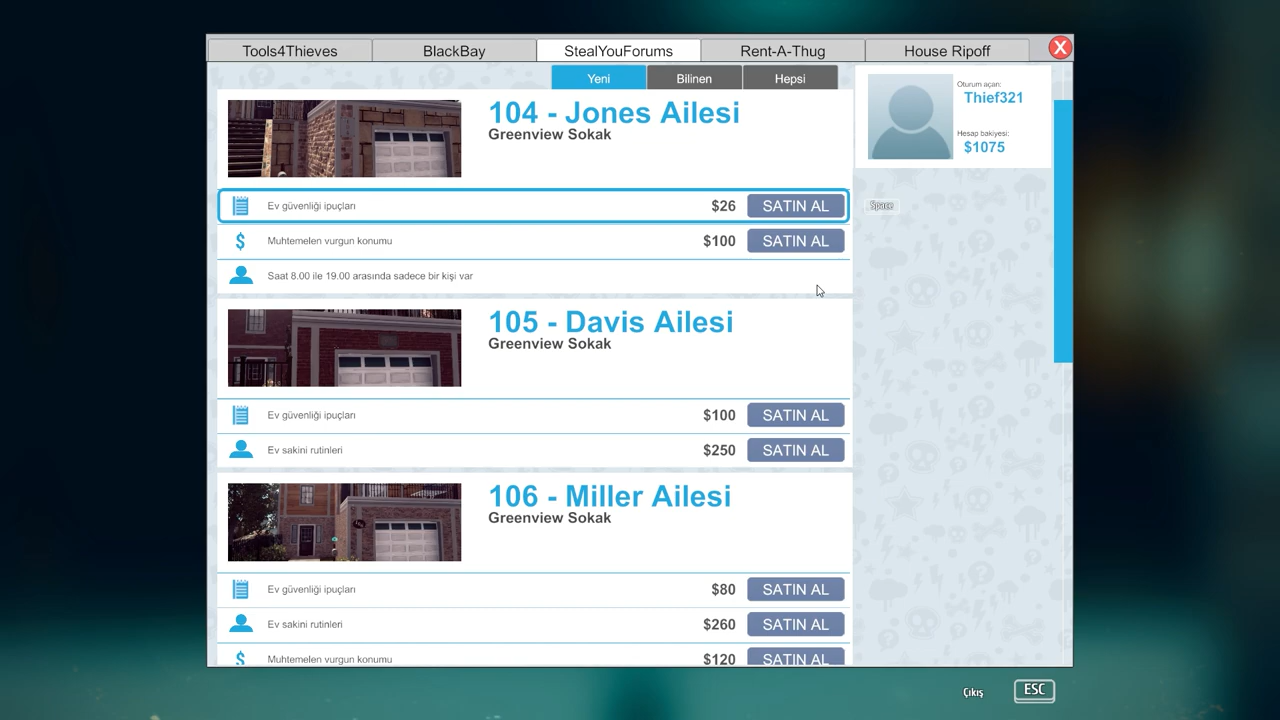 Tools4Thieves
BlackBay
StealYouForums
Rent-A-Thug
House Ripoff
X
Yeni
Bilinen
Hepsi
Oturum açan:
Thief321
Hesap bakiyesi:
$1075
104 - Jones Ailesi
Greenview Sokak
Ev güvenliği ipuçları $26 SATIN AL
Space
Muhtemelen vurgun konumu $100 SATIN AL
Saat 8.00 ile 19.00 arasında sadece bir kişi var
105 - Davis Ailesi
Greenview Sokak
Ev güvenliği ipuçları $100 SATIN AL
Ev sakini rutinleri $250 SATIN AL
106 - Miller Ailesi
Greenview Sokak
Ev güvenliği ipuçları $80 SATIN AL
Ev sakini rutinleri $260 SATIN AL
$ Muhtemelen vurgun konumu $120 SATIN AL
Çıkış ESC